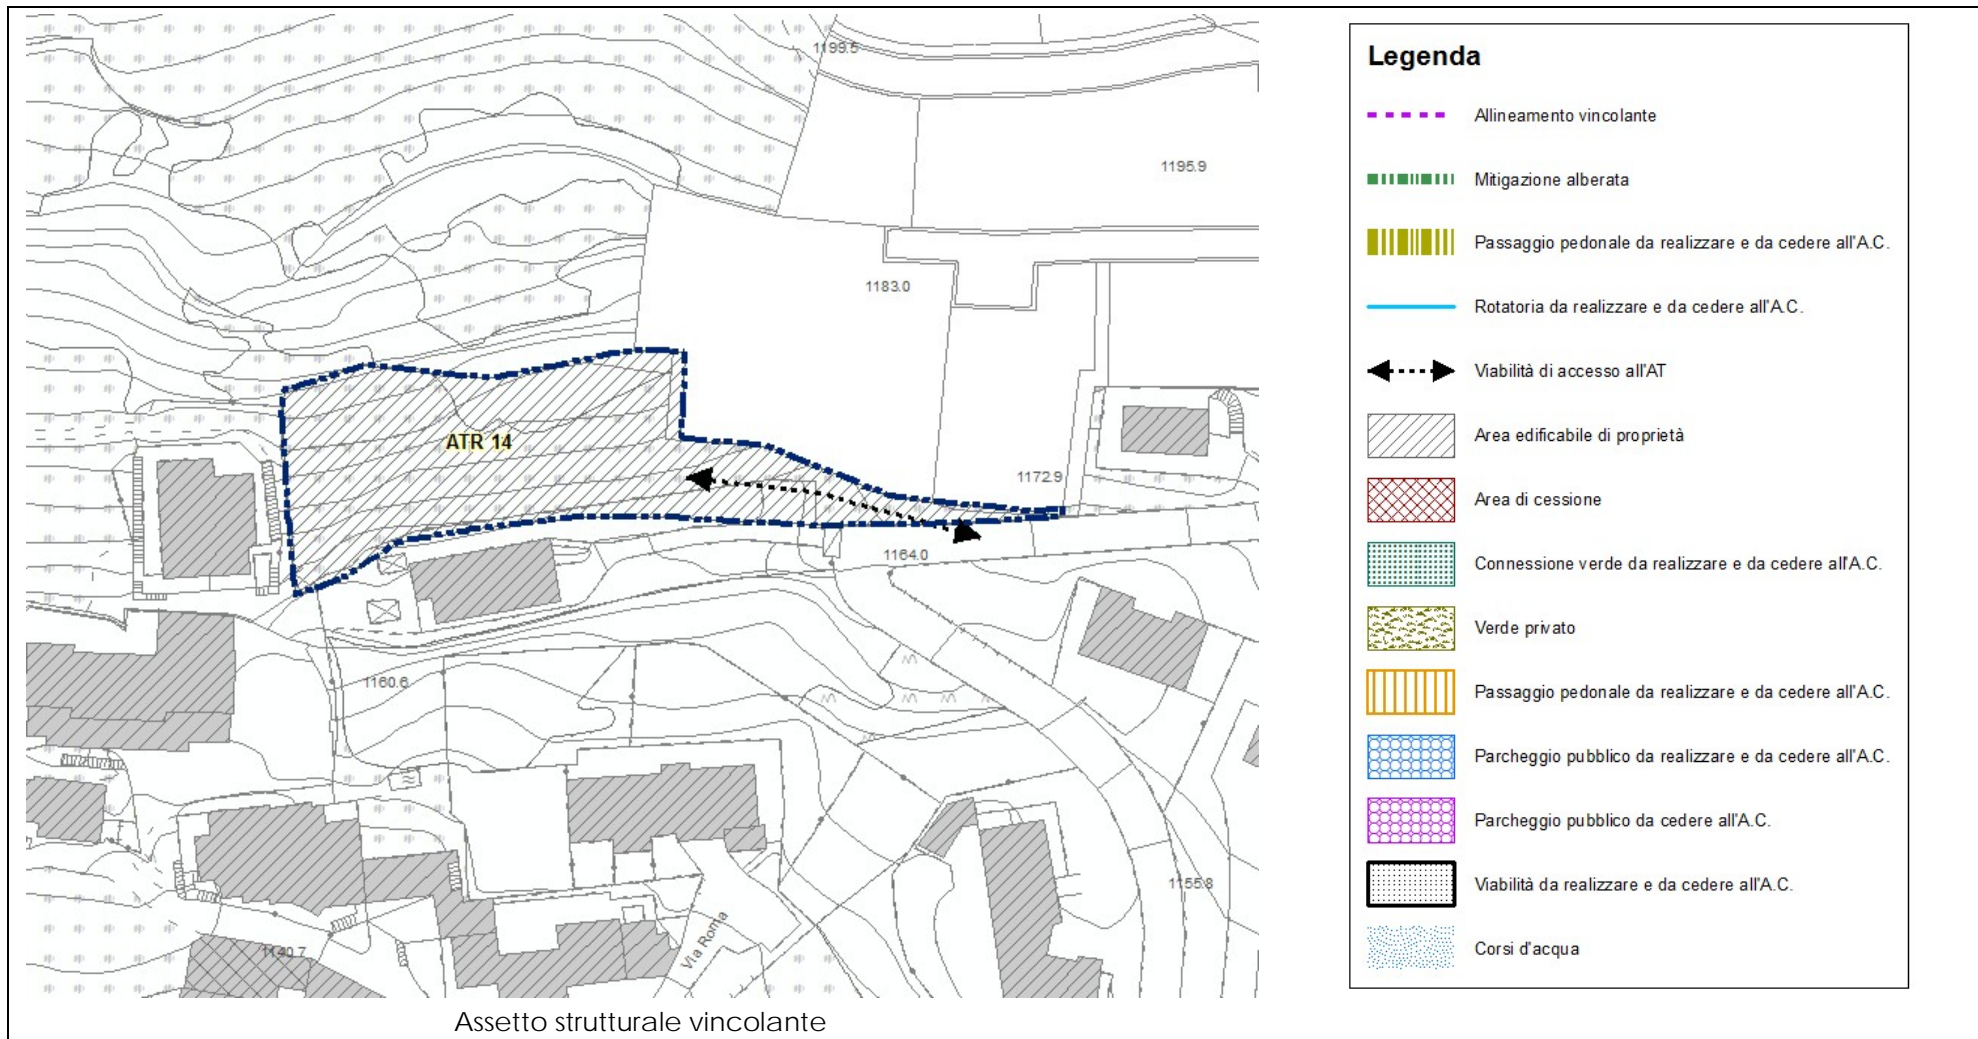 1199.5
1195.9
1183.0
ATR 14
1172.9
1164.0
1160.6
1155.8
Via Roma
1140.7
Assetto strutturale vincolante
Legenda
Allineamento vincolante
Mitigazione alberata
Passaggio pedonale da realizzare e da cedere all'A.C.
Rotatoria da realizzare e da cedere all'A.C.
Viabilità di accesso all'AT
Area edificabile di proprietà
Area di cessione
Connessione verde da realizzare e da cedere all'A.C.
Verde privato
Passaggio pedonale da realizzare e da cedere all'A.C.
Parcheggio pubblico da realizzare e da cedere all'A.C.
Parcheggio pubblico da cedere all'A.C.
Viabilità da realizzare e da cedere all'A.C.
Corsi d'acqua